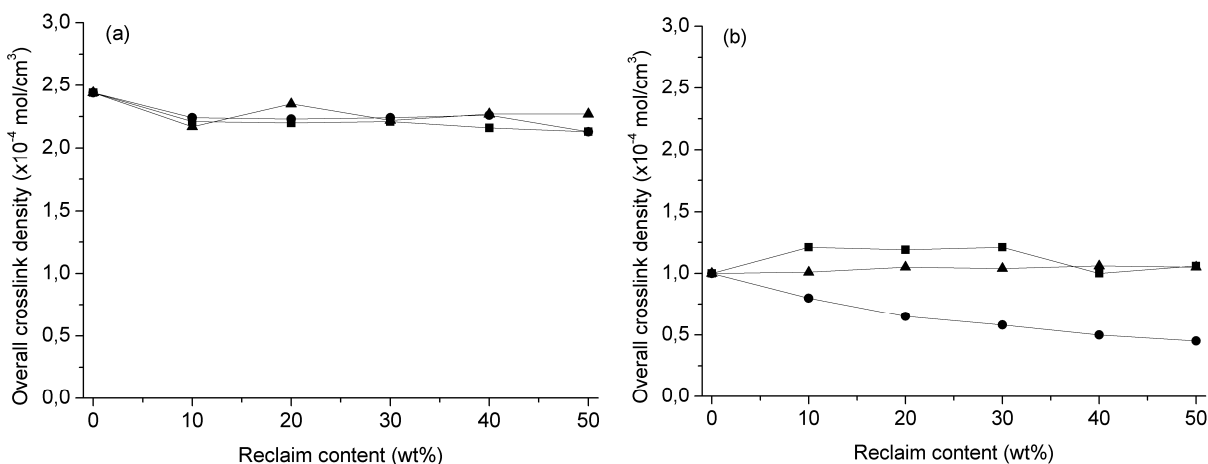 (a)
Overall crosslink density (x10⁻⁴ mol/cm³)
3,0
2,5
2,0
1,5
1,0
0,5
0,0
0 10 20 30 40 50
Reclaim content (wt%)
(b)
Overall crosslink density (x10⁻⁴ mol/cm³)
3,0
2,5
2,0
1,5
1,0
0,5
0,0
0 10 20 30 40 50
Reclaim content (wt%)